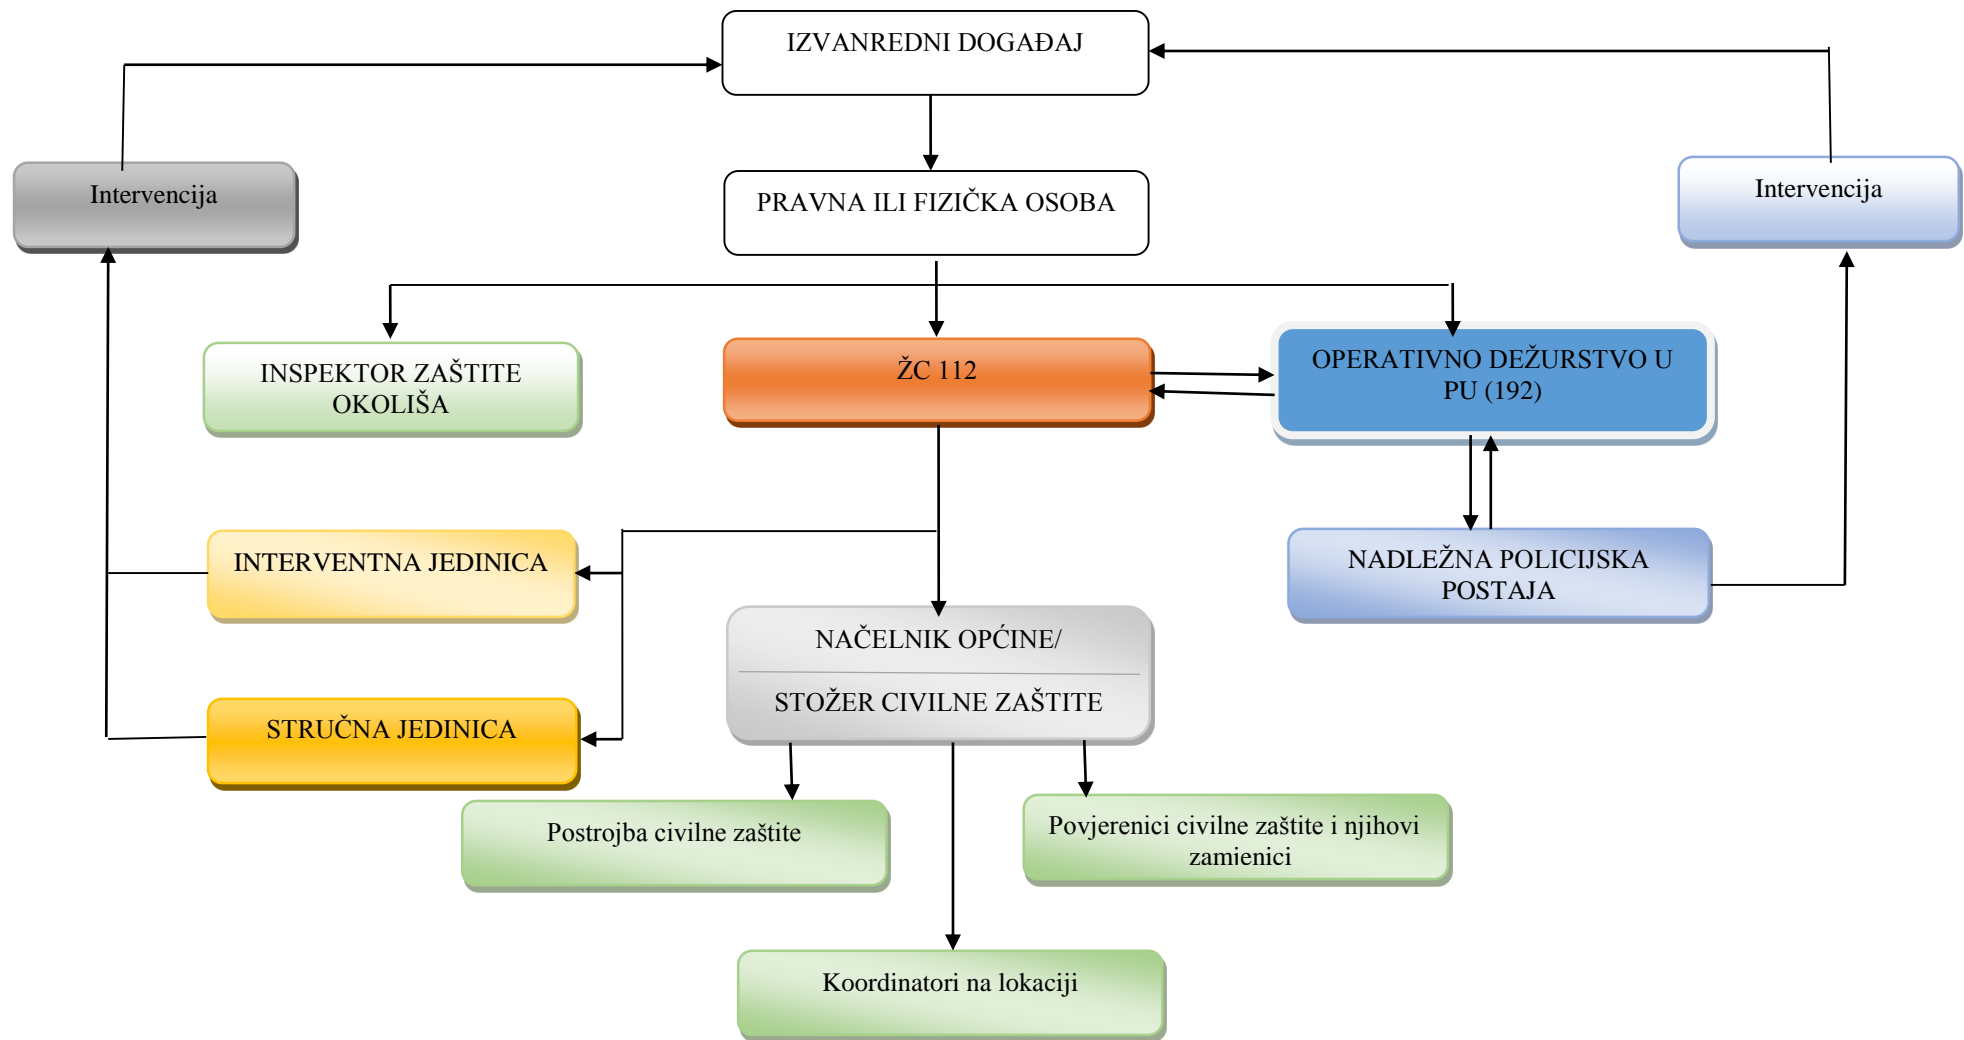 IZVANREDNI DOGAĐAJ
Intervencija
PRAVNA ILI FIZIČKA OSOBA
Intervencija
INSPEKTOR ZAŠTITE
OKOLIŠA
ŽC 112
OPERATIVNO DEŽURSTVO U
PU (192)
INTERVENTNA JEDINICA
NADLEŽNA POLICIJSKA
POSTAJA
NAČELNIK OPĆINE/
STOŽER CIVILNE ZAŠTITE
STRUČNA JEDINICA
Postrojba civilne zaštite
Povjerenici civilne zaštite i njihovi
zamjenici
Koordinatori na lokaciji